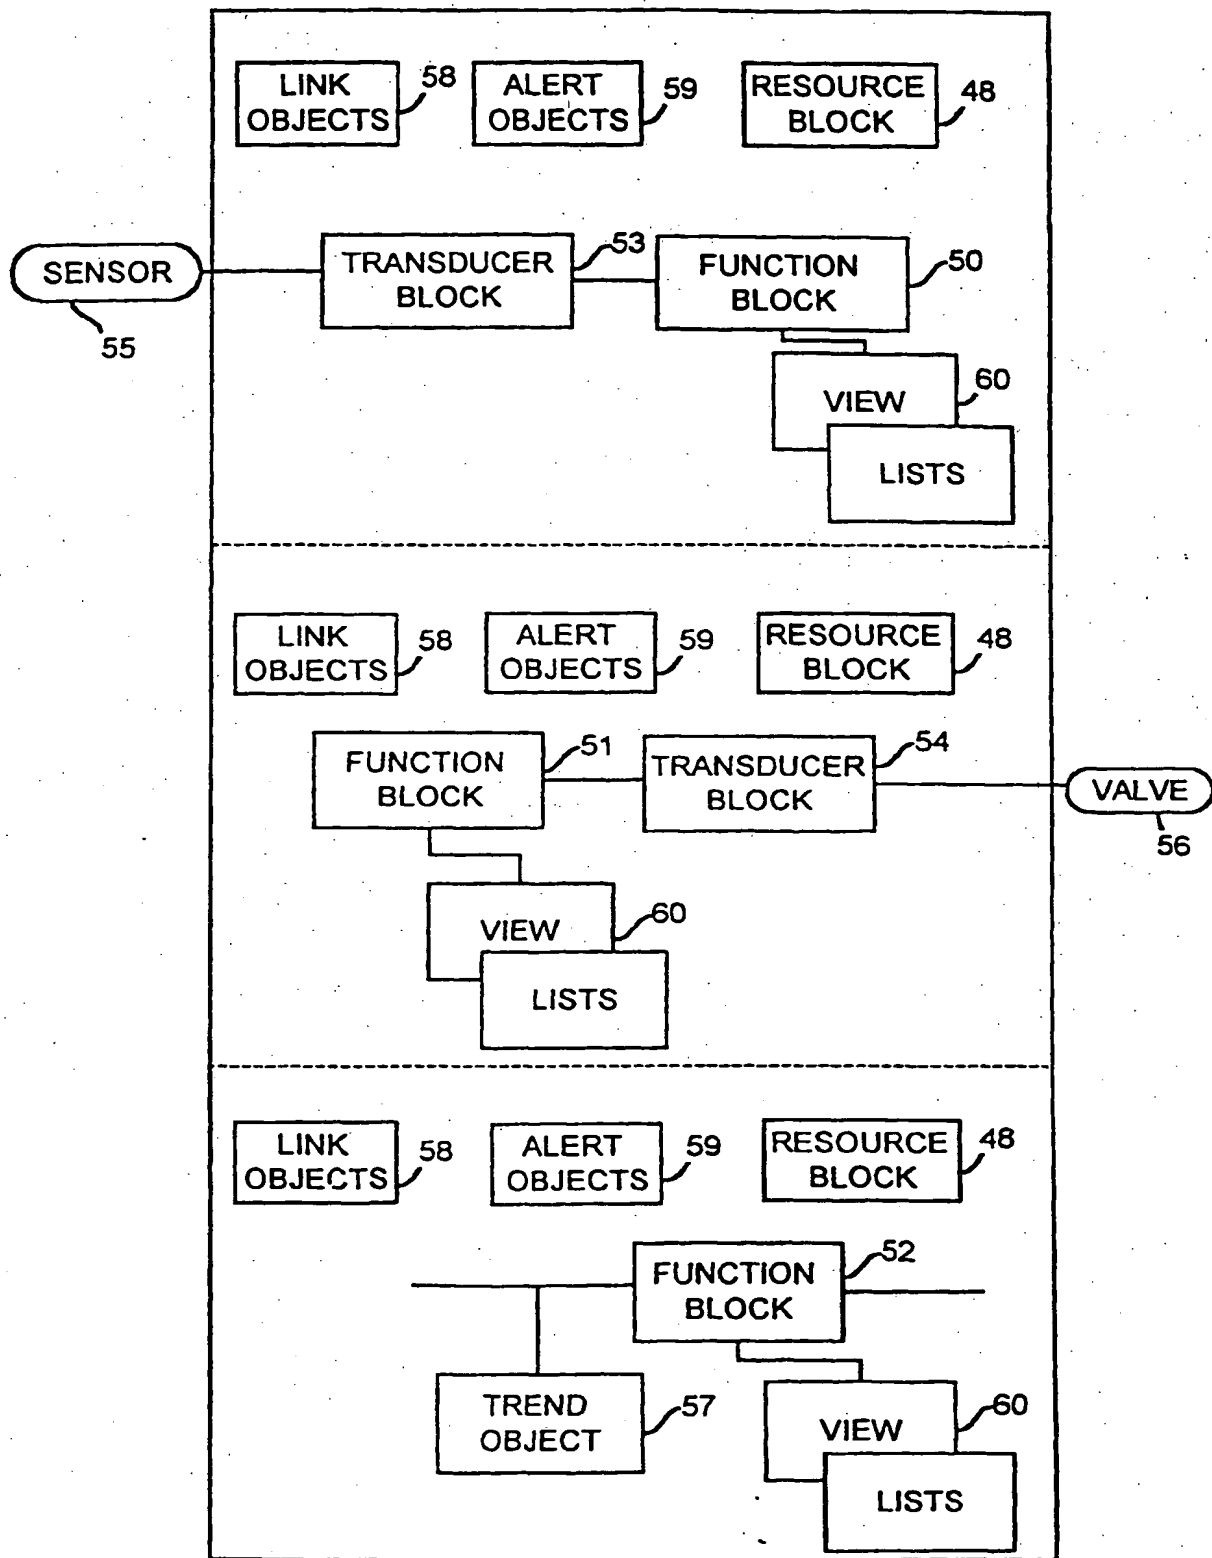 LINK
OBJECTS
58
ALERT
OBJECTS
59
RESOURCE
BLOCK
48
SENSOR
55
TRANSDUCER
BLOCK
53
FUNCTION
BLOCK
50
VIEW
60
LISTS
LINK
OBJECTS
58
ALERT
OBJECTS
59
RESOURCE
BLOCK
48
FUNCTION
BLOCK
51
TRANSDUCER
BLOCK
54
VALVE
56
VIEW
60
LISTS
LINK
OBJECTS
58
ALERT
OBJECTS
59
RESOURCE
BLOCK
48
FUNCTION
BLOCK
52
TREND
OBJECT
57
VIEW
60
LISTS